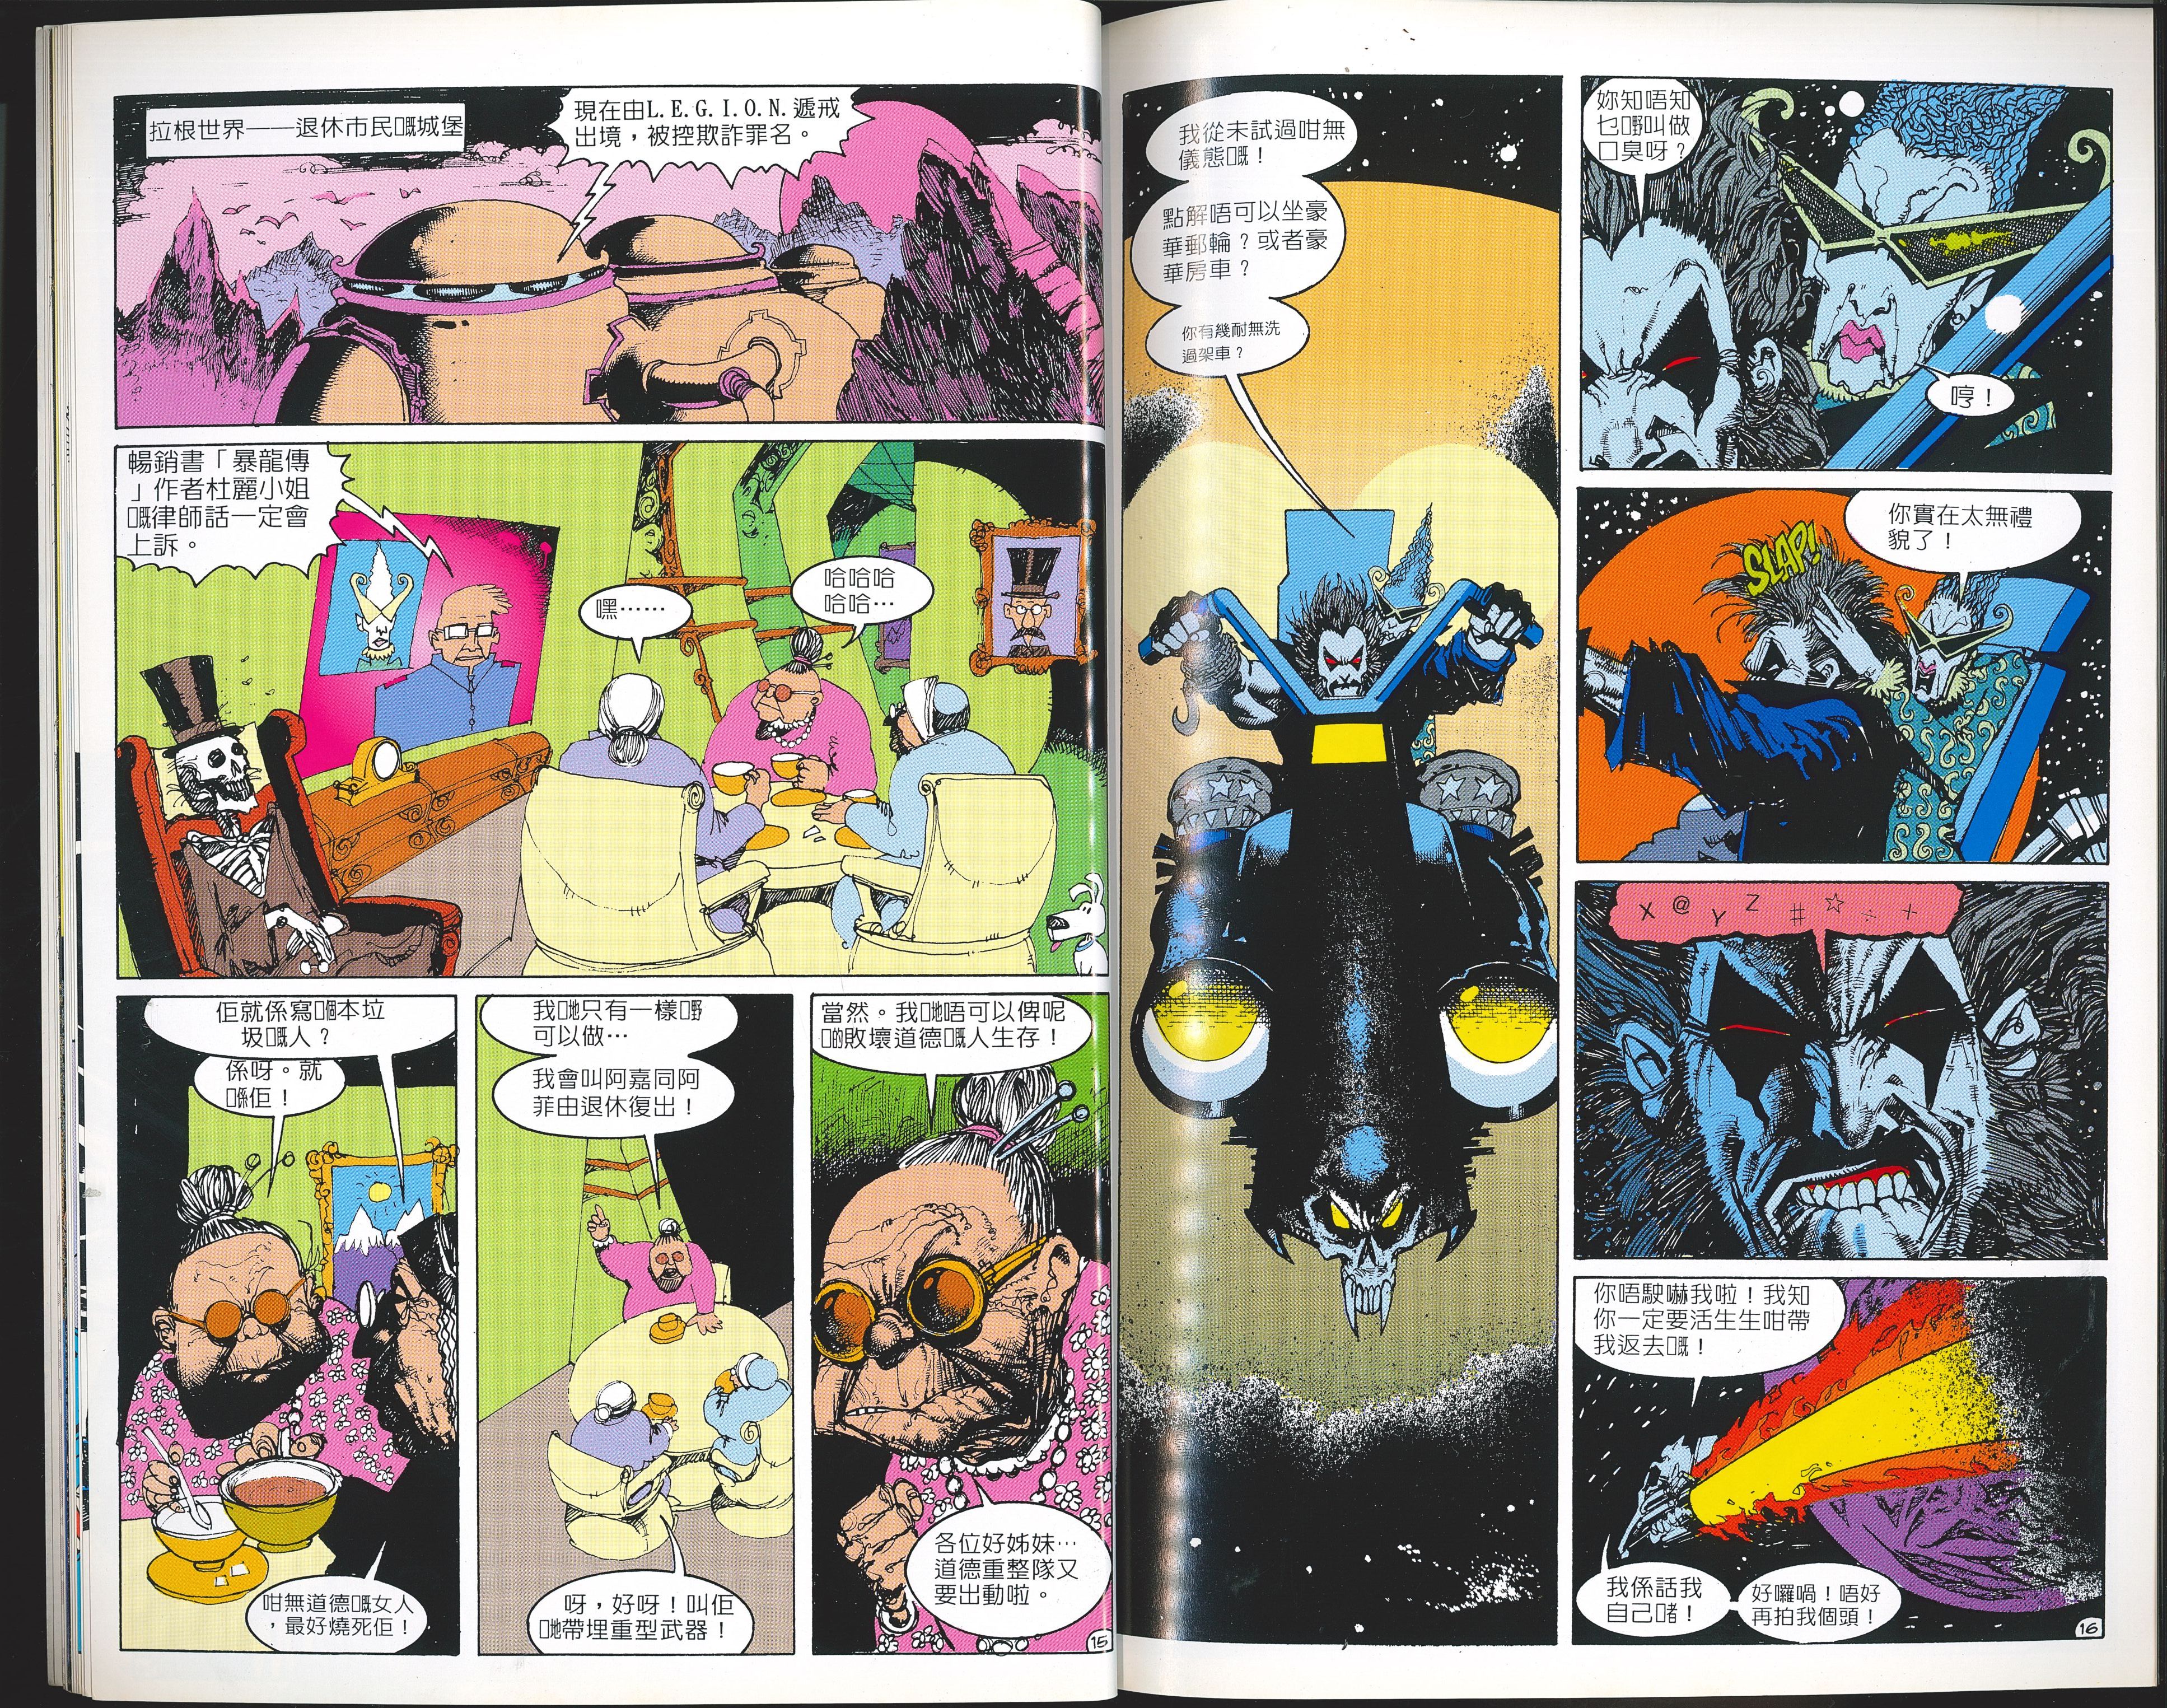 拉根世界——退休市民嘅城堡
現在由L.E.G.I.O.N.遞戒
出境，被控欺詐罪名。
暢銷書「暴龍傳
」作者杜麗小姐
嘅律師話一定會
上訴。
嘿……
哈哈哈
哈哈…
佢就係寫嗰本垃
圾嘅人？
係呀。就
喺佢！
咁無道德嘅女人
，最好燒死佢！
我哋只有一樣嘢
可以做…
我會叫阿嘉同阿
菲由退休復出！
呀，好呀！叫佢
哋帶埋重型武器！
當然。我哋唔可以俾呢
啲敗壞道德嘅人生存！
各位好姊妹…
道德重整隊又
要出動啦。
15
我從未試過咁無
儀態嘅！
點解唔可以坐豪
華郵輪？或者豪
華房車？
你有幾耐無洗
過架車？
妳知唔知
乜嘢叫做
口臭呀？
哼！
SLAP!
你實在太無禮
貌了！
X @ Y Z # ☆ ÷ +
你唔駛嚇我啦！我知
你一定要活生生咁帶
我返去嘅！
我係話我
自己啫！
好囉喎！唔好
再拍我個頭！
16